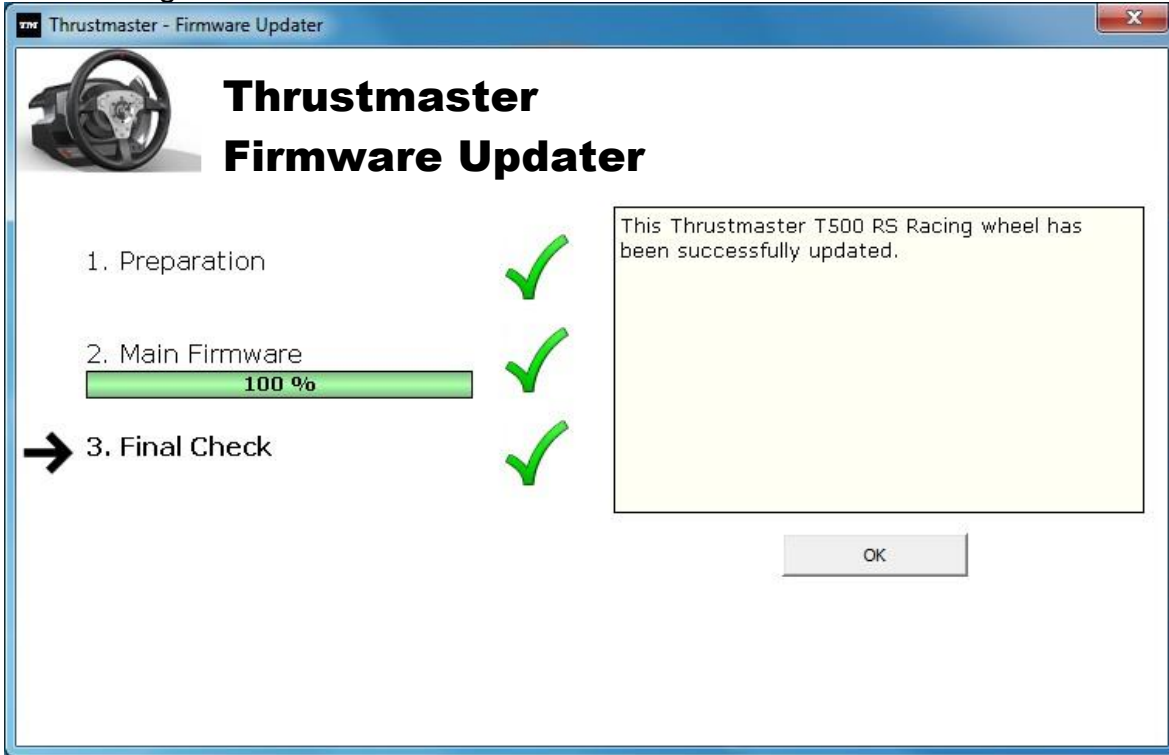 Thrustmaster - Firmware Updater
Thrustmaster
Firmware Updater
1. Preparation
2. Main Firmware
100 %
3. Final Check
This Thrustmaster T500 RS Racing wheel has
been successfully updated.
OK